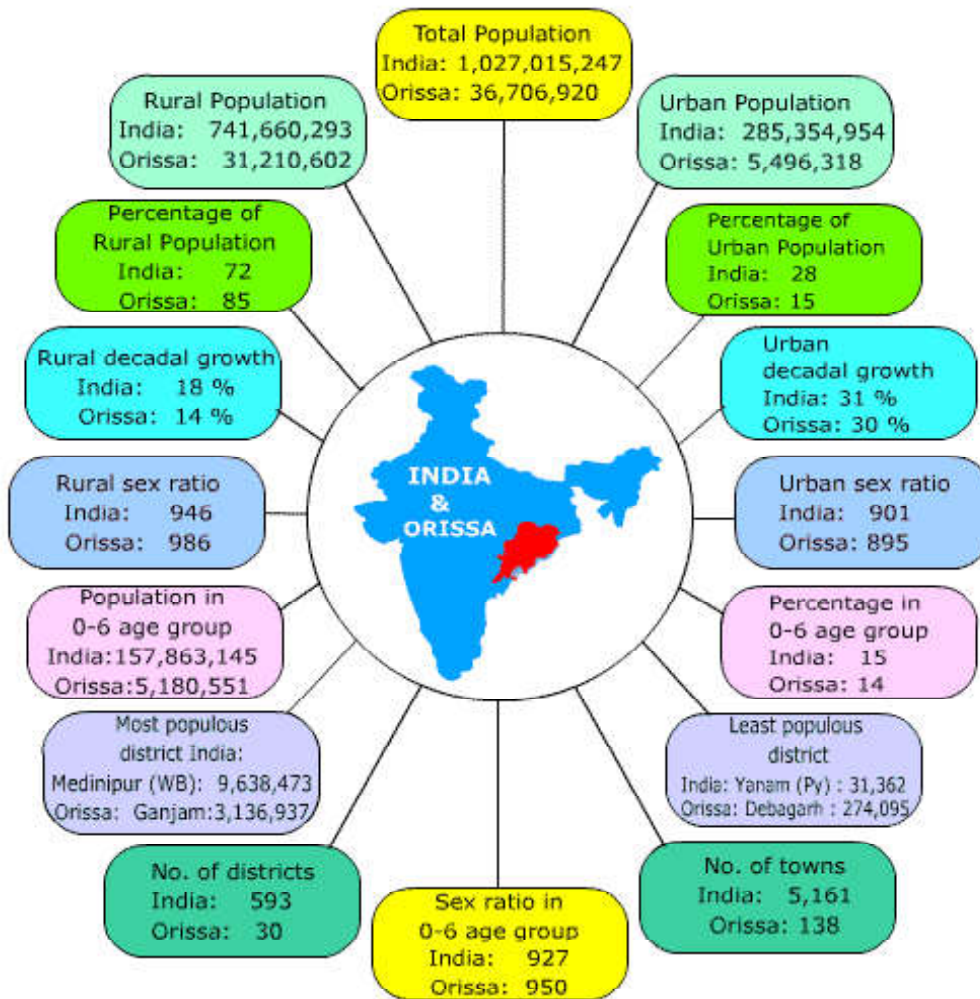 Total Population
India: 1,027,015,247
Orissa: 36,706,920
Rural Population
India: 741,660,293
Orissa: 31,210,602
Urban Population
India: 285,354,954
Orissa: 5,496,318
Percentage of
Rural Population
India: 72
Orissa: 85
Percentage of
Urban Population
India: 28
Orissa: 15
Rural decadal growth
India: 18 %
Orissa: 14 %
Urban
decadal growth
India: 31 %
Orissa: 30 %
INDIA
&
ORISSA
Rural sex ratio
India: 946
Orissa: 986
Urban sex ratio
India: 901
Orissa: 895
Population in
0-6 age group
India:157,863,145
Orissa:5,180,551
Percentage in
0-6 age group
India: 15
Orissa: 14
Most populous
district India:
Medinipur (WB): 9,638,473
Orissa: Ganjam:3,136,937
Least populous
district
India: Yanam (Py) : 31,362
Orissa: Debagarh : 274,095
No. of districts
India: 593
Orissa: 30
Sex ratio in
0-6 age group
India: 927
Orissa: 950
No. of towns
India: 5,161
Orissa: 138